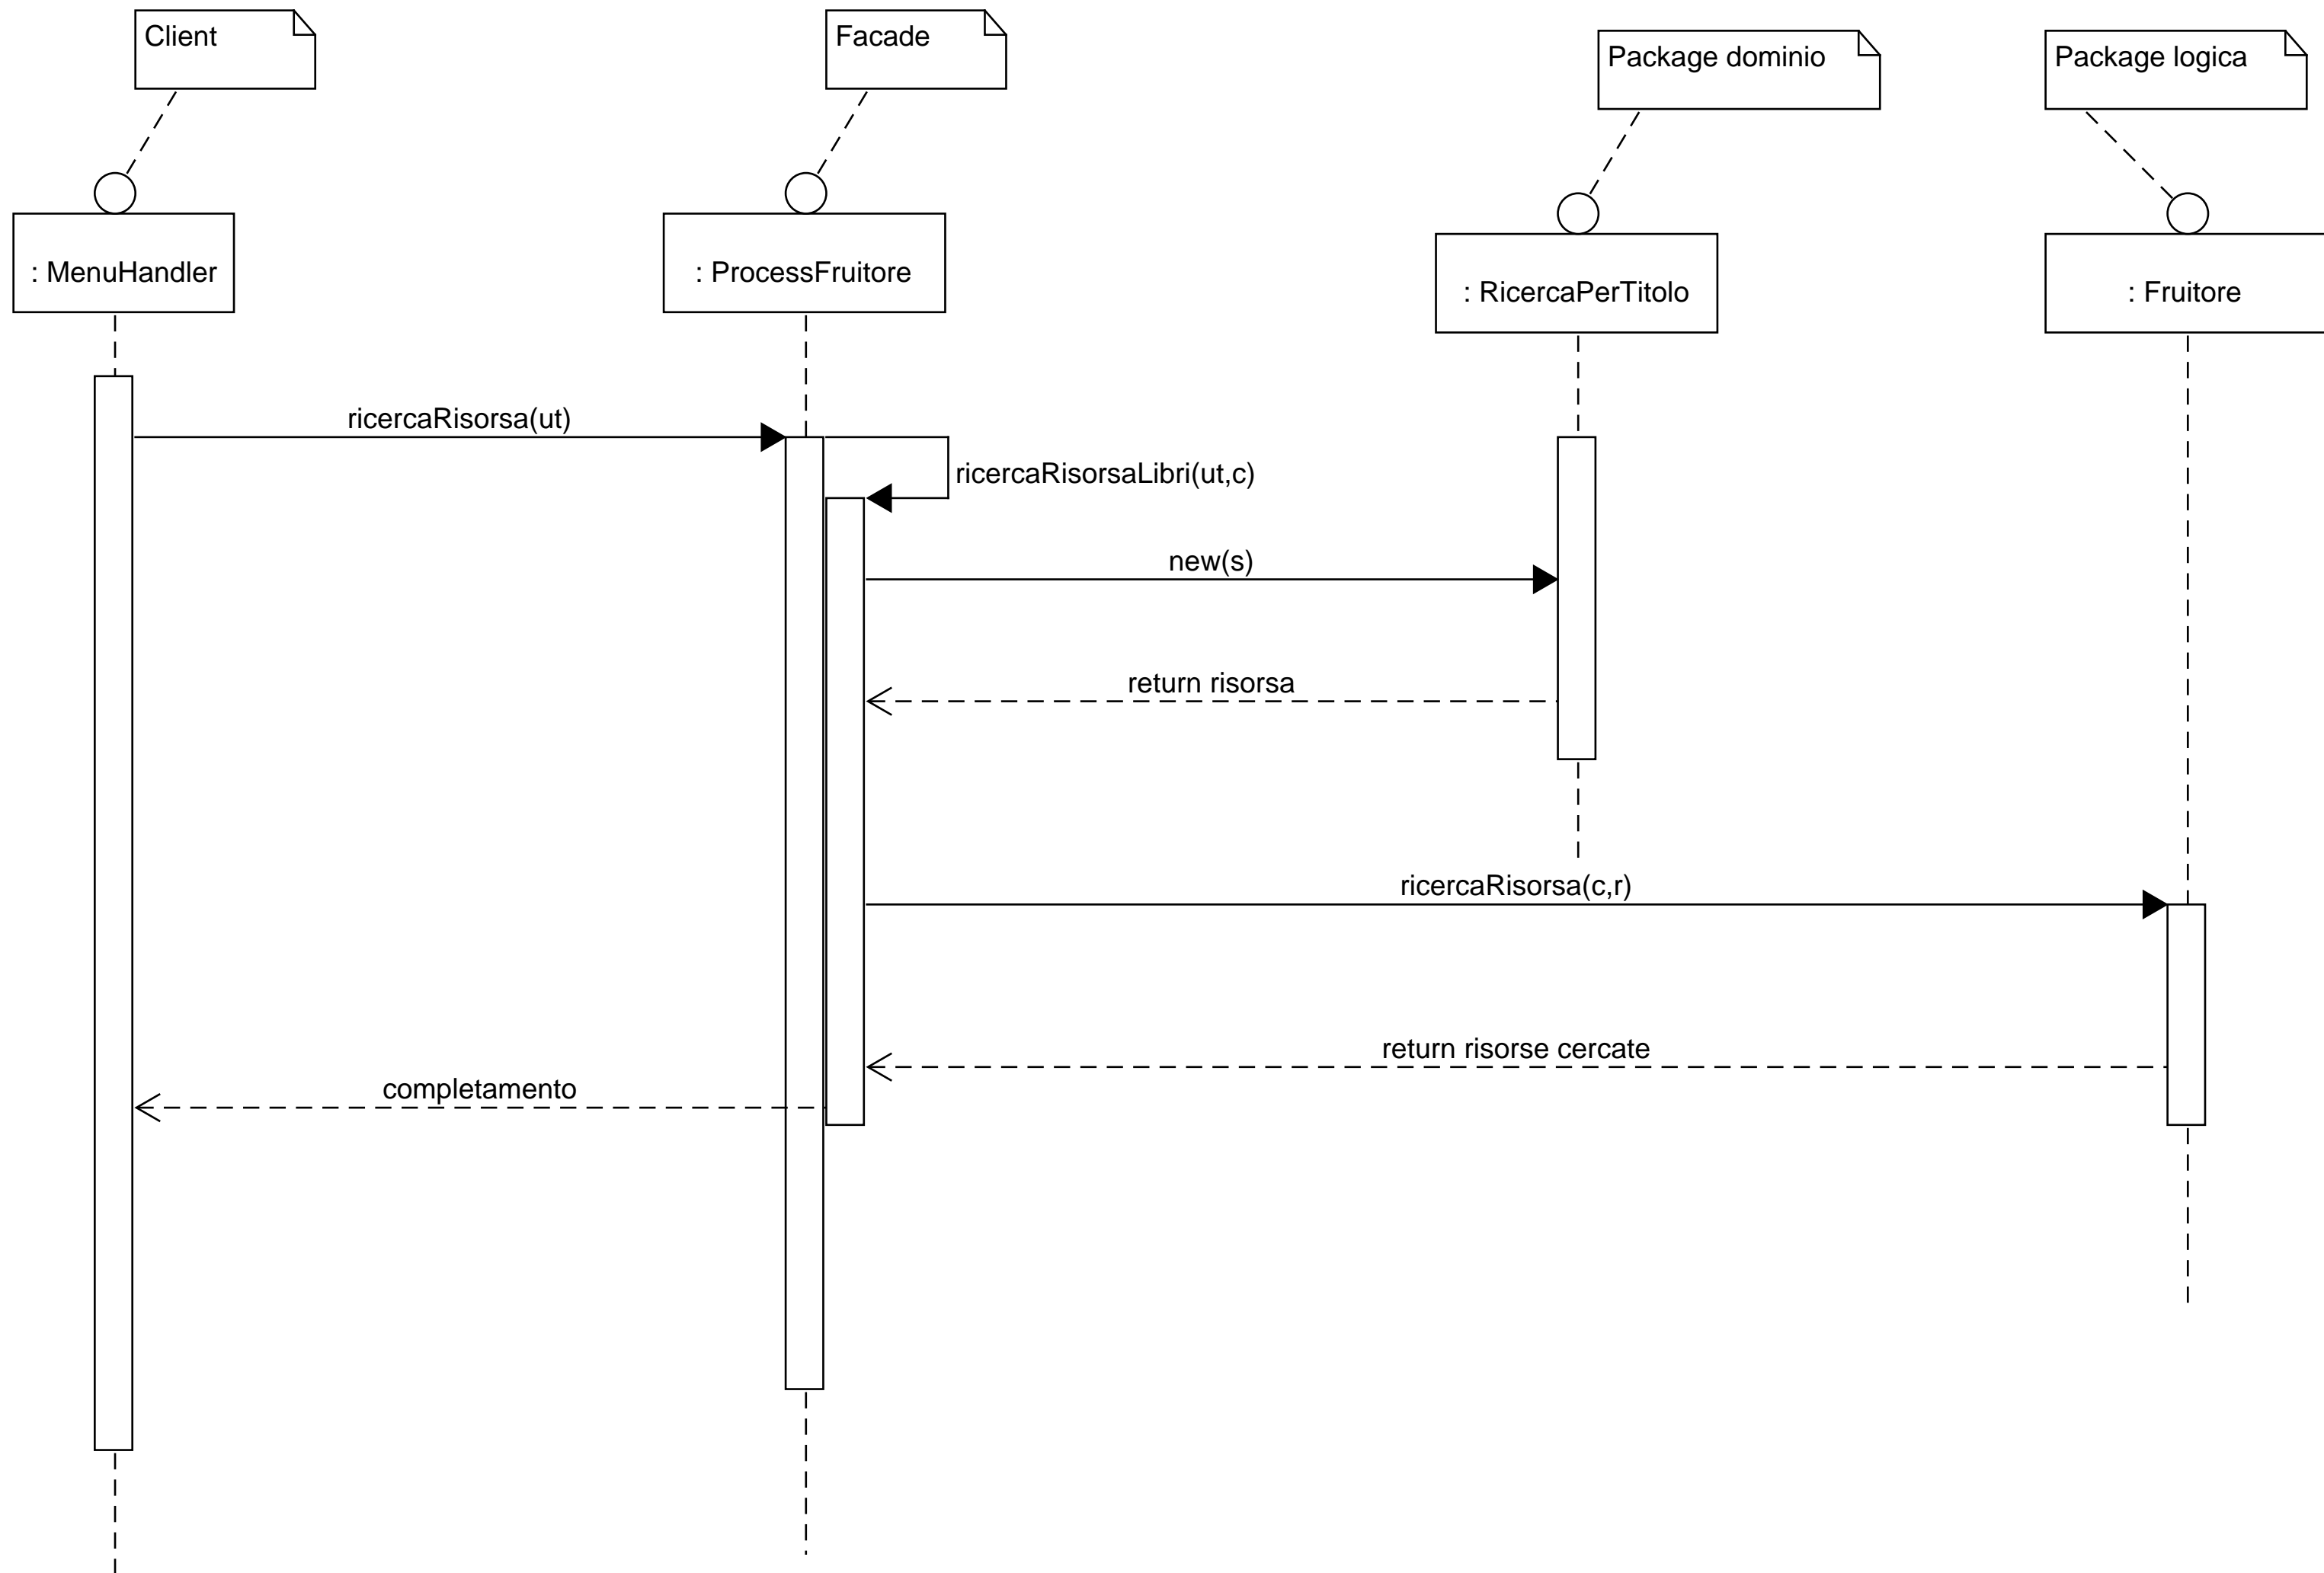 Client
Facade
Package dominio
Package logica
: MenuHandler
: ProcessFruitore
: RicercaPerTitolo
: Fruitore
ricercaRisorsa(ut)
ricercaRisorsaLibri(ut,c)
new(s)
return risorsa
ricercaRisorsa(c,r)
return risorse cercate
completamento